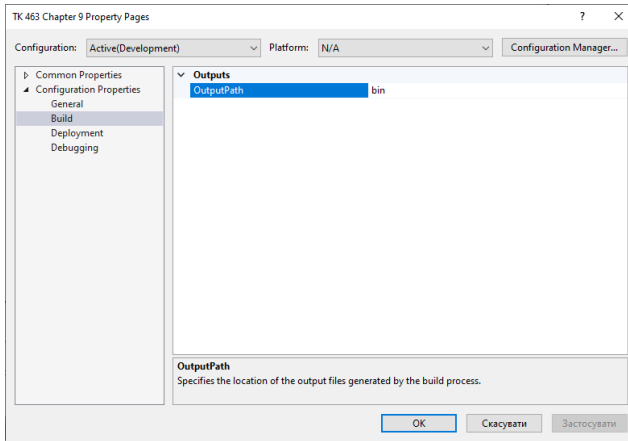 TK 463 Chapter 9 Property Pages
Configuration: Active(Development) Platform: N/A Configuration Manager...
Common Properties
Configuration Properties
General
Build
Deployment
Debugging
Outputs
OutputPath bin
OutputPath
Specifies the location of the output files generated by the build process.
OK Скасувати Застосувати